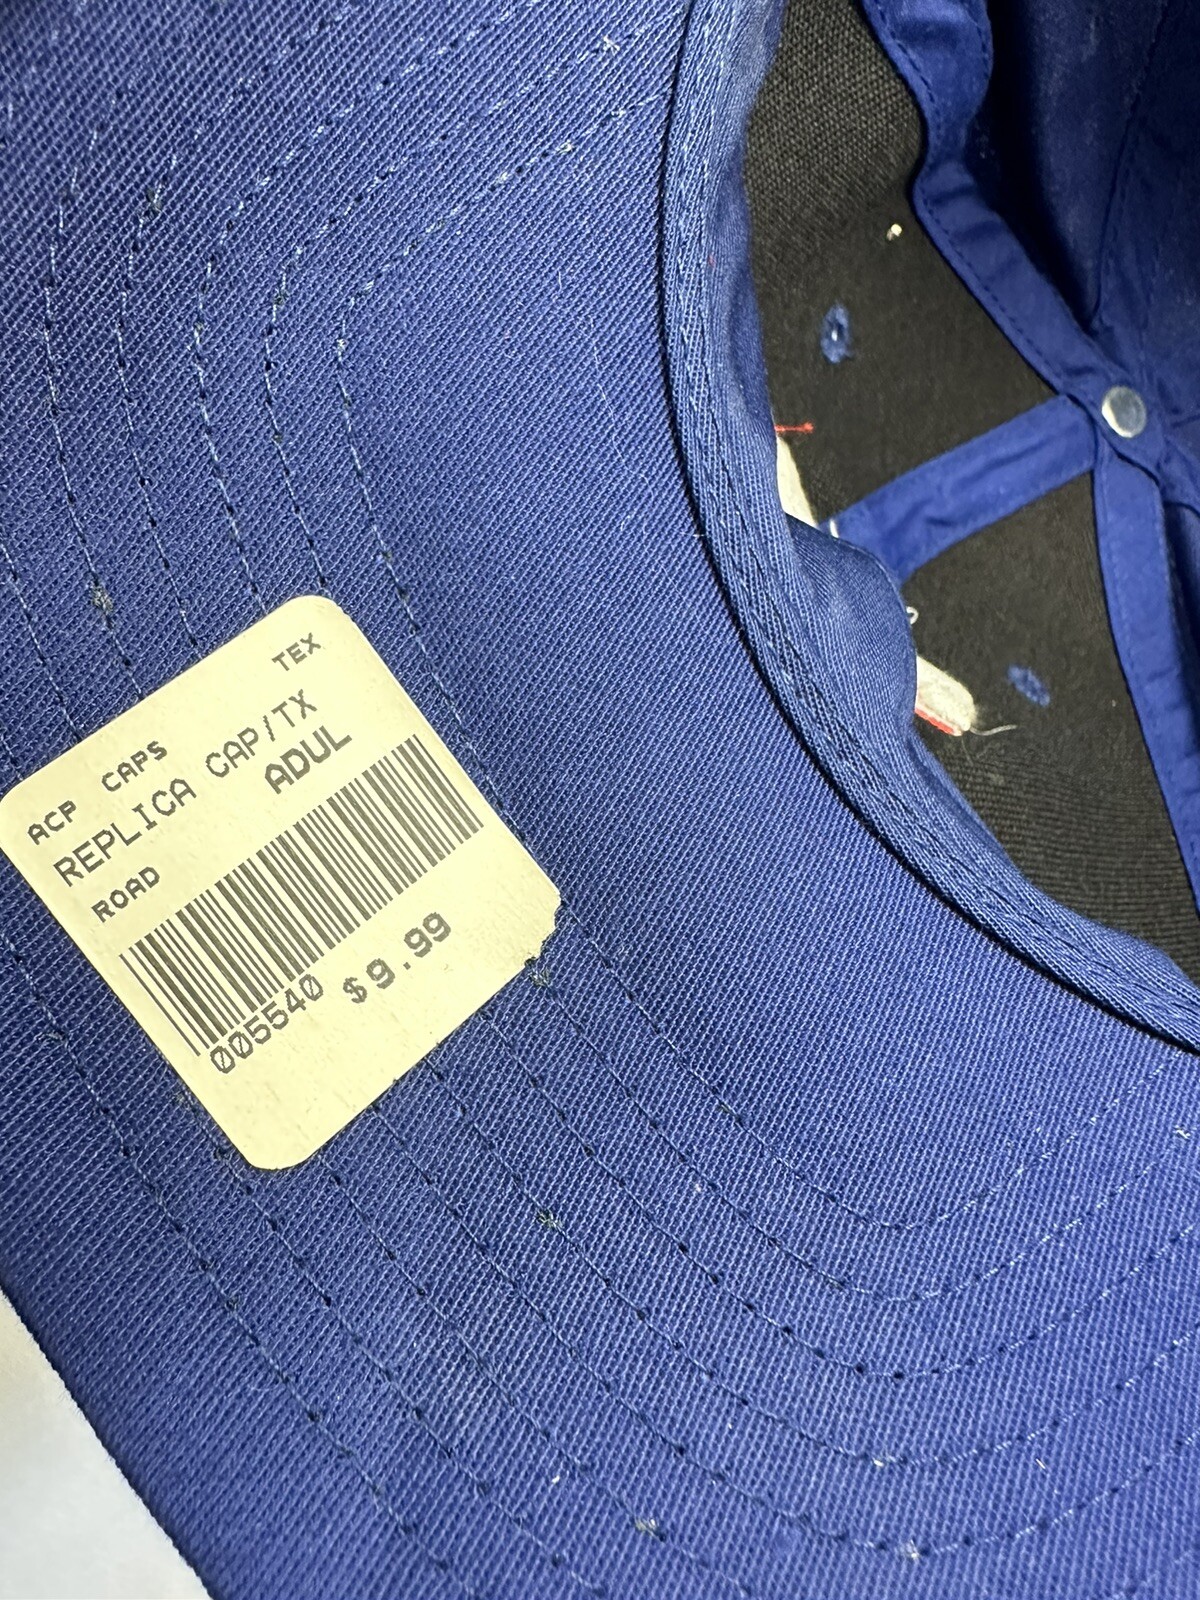 TEX
ACP CAPS
REPLICA CAP/TX
ROAD ADUL
005540 $9.99